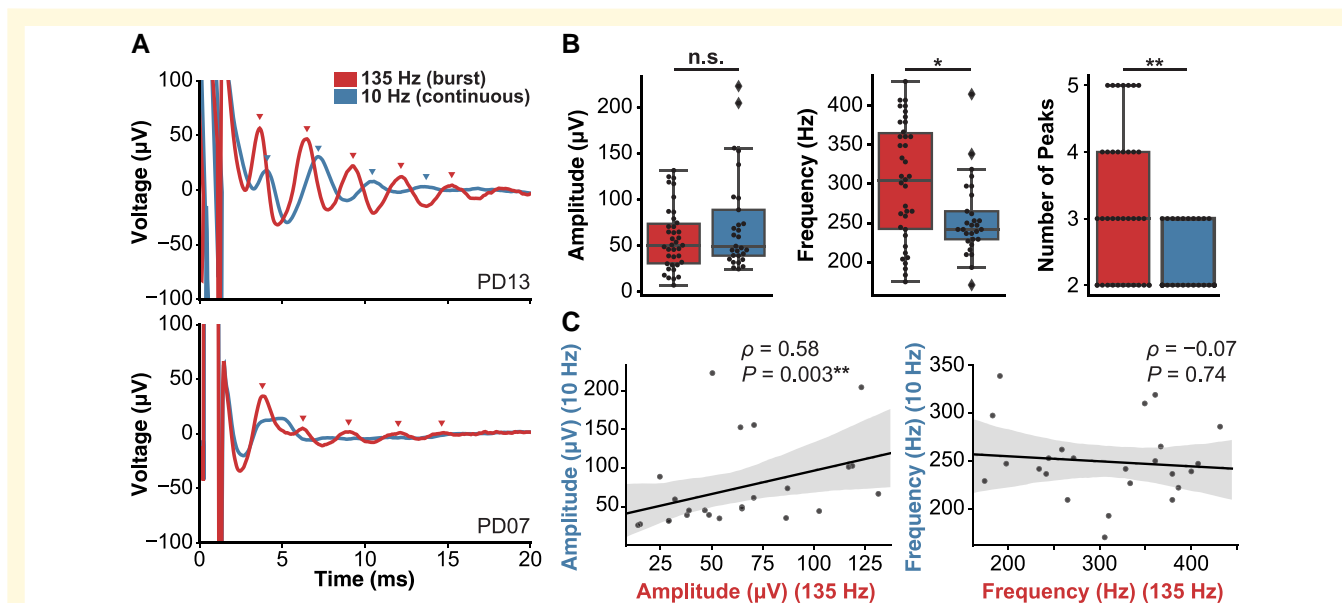 A
135 Hz (burst)
10 Hz (continuous)
Voltage (µV)
100
50
0
−50
−100
PD13
Voltage (µV)
100
50
0
−50
−100
PD07
0
5
10
15
20
Time (ms)
B
n.s.
Amplitude (µV)
200
150
100
50
0
*
Frequency (Hz)
400
350
300
250
200
**
Number of Peaks
5
4
3
2
C
ρ = 0.58
P = 0.003**
Amplitude (µV) (10 Hz)
200
150
100
50
25
50
75
100
125
Amplitude (µV) (135 Hz)
ρ = −0.07
P = 0.74
Frequency (Hz) (10 Hz)
350
300
250
200
200
300
400
Frequency (Hz) (135 Hz)